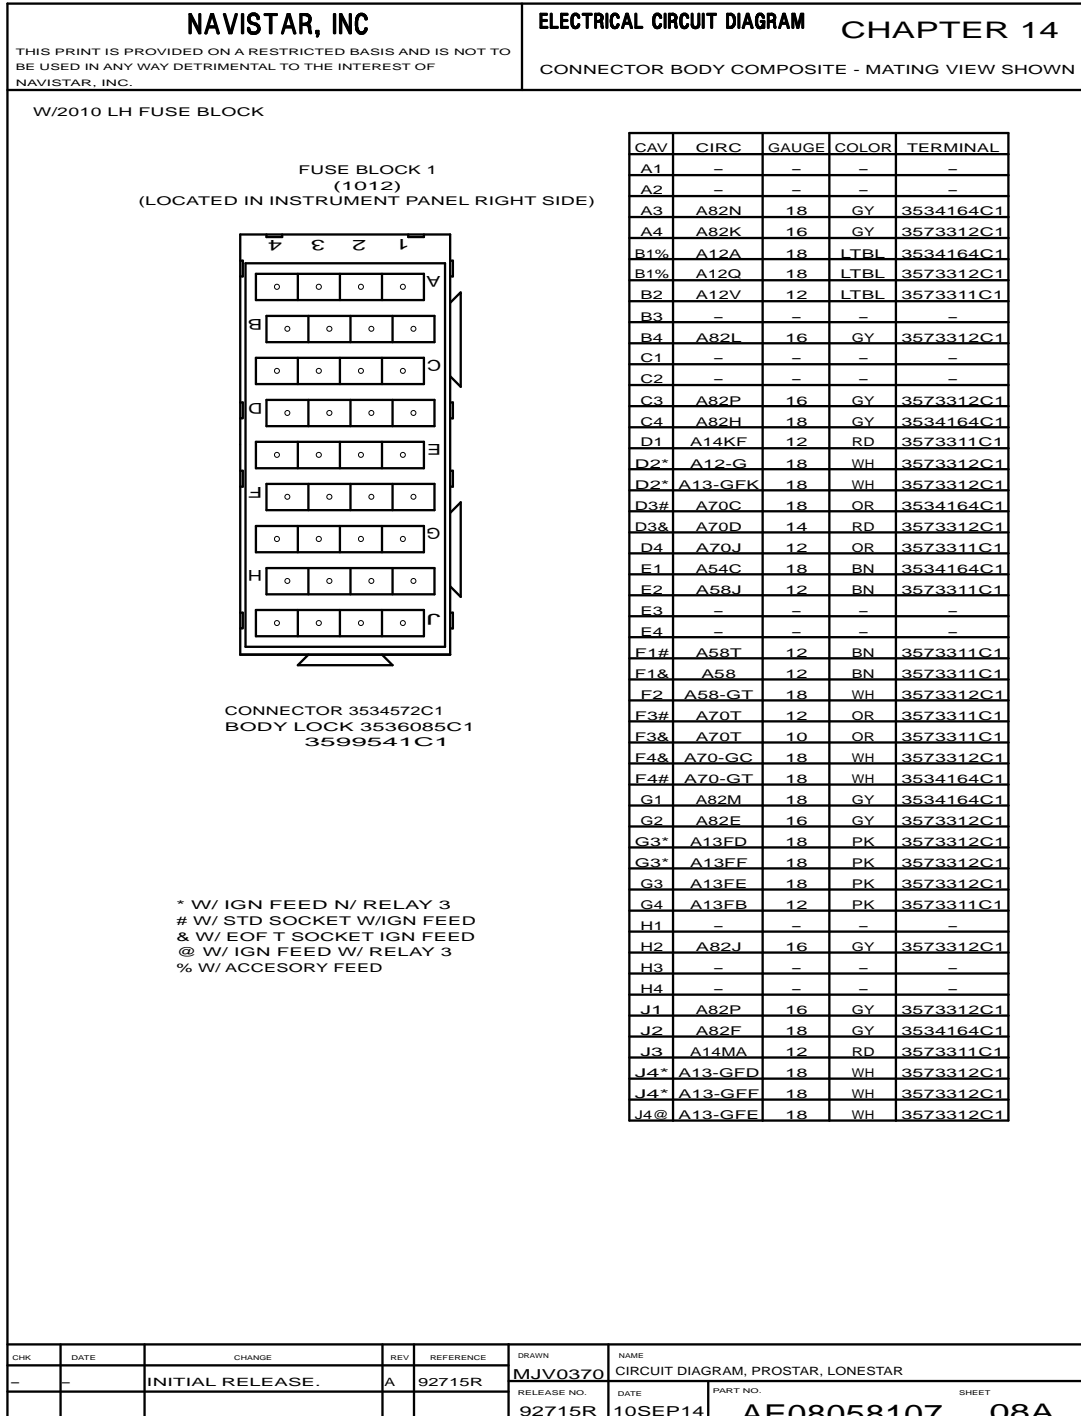 NAVISTAR, INC
THIS PRINT IS PROVIDED ON A RESTRICTED BASIS AND IS NOT TO
BE USED IN ANY WAY DETRIMENTAL TO THE INTEREST OF
NAVISTAR, INC.
ELECTRICAL CIRCUIT DIAGRAM CHAPTER 14
CONNECTOR BODY COMPOSITE - MATING VIEW SHOWN
W/2010 LH FUSE BLOCK
FUSE BLOCK 1
(1012)
(LOCATED IN INSTRUMENT PANEL RIGHT SIDE)
4 3 2 1
A
B
C
D
E
F
G
H
J
CONNECTOR 3534572C1
BODY LOCK 3536085C1
3599541C1
* W/ IGN FEED N/ RELAY 3
# W/ STD SOCKET W/IGN FEED
& W/ EOF T SOCKET IGN FEED
@ W/ IGN FEED W/ RELAY 3
% W/ ACCESORY FEED
CAV CIRC GAUGE COLOR TERMINAL
A1 – – – –
A2 – – – –
A3 A82N 18 GY 3534164C1
A4 A82K 16 GY 3573312C1
B1% A12A 18 LTBL 3534164C1
B1% A12Q 18 LTBL 3573312C1
B2 A12V 12 LTBL 3573311C1
B3 – – – –
B4 A82L 16 GY 3573312C1
C1 – – – –
C2 – – – –
C3 A82P 16 GY 3573312C1
C4 A82H 18 GY 3534164C1
D1 A14KF 12 RD 3573311C1
D2* A12-G 18 WH 3573312C1
D2* A13-GFK 18 WH 3573312C1
D3# A70C 18 OR 3534164C1
D3& A70D 14 RD 3573312C1
D4 A70J 12 OR 3573311C1
E1 A54C 18 BN 3534164C1
E2 A58J 12 BN 3573311C1
E3 – – – –
E4 – – – –
F1# A58T 12 BN 3573311C1
F1& A58 12 BN 3573311C1
F2 A58-GT 18 WH 3573312C1
F3# A70T 12 OR 3573311C1
F3& A70T 10 OR 3573311C1
F4& A70-GC 18 WH 3573312C1
F4# A70-GT 18 WH 3534164C1
G1 A82M 18 GY 3534164C1
G2 A82E 16 GY 3573312C1
G3* A13FD 18 PK 3573312C1
G3* A13FF 18 PK 3573312C1
G3 A13FE 18 PK 3573312C1
G4 A13FB 12 PK 3573311C1
H1 – – – –
H2 A82J 16 GY 3573312C1
H3 – – – –
H4 – – – –
J1 A82P 16 GY 3573312C1
J2 A82F 18 GY 3534164C1
J3 A14MA 12 RD 3573311C1
J4* A13-GFD 18 WH 3573312C1
J4* A13-GFF 18 WH 3573312C1
J4@ A13-GFE 18 WH 3573312C1
CHK DATE CHANGE REV REFERENCE
– – INITIAL RELEASE. A 92715R
DRAWN
MJV0370
NAME
CIRCUIT DIAGRAM, PROSTAR, LONESTAR
RELEASE NO.
92715R
DATE
10SEP14
PART NO.
AE08058107
SHEET
08A